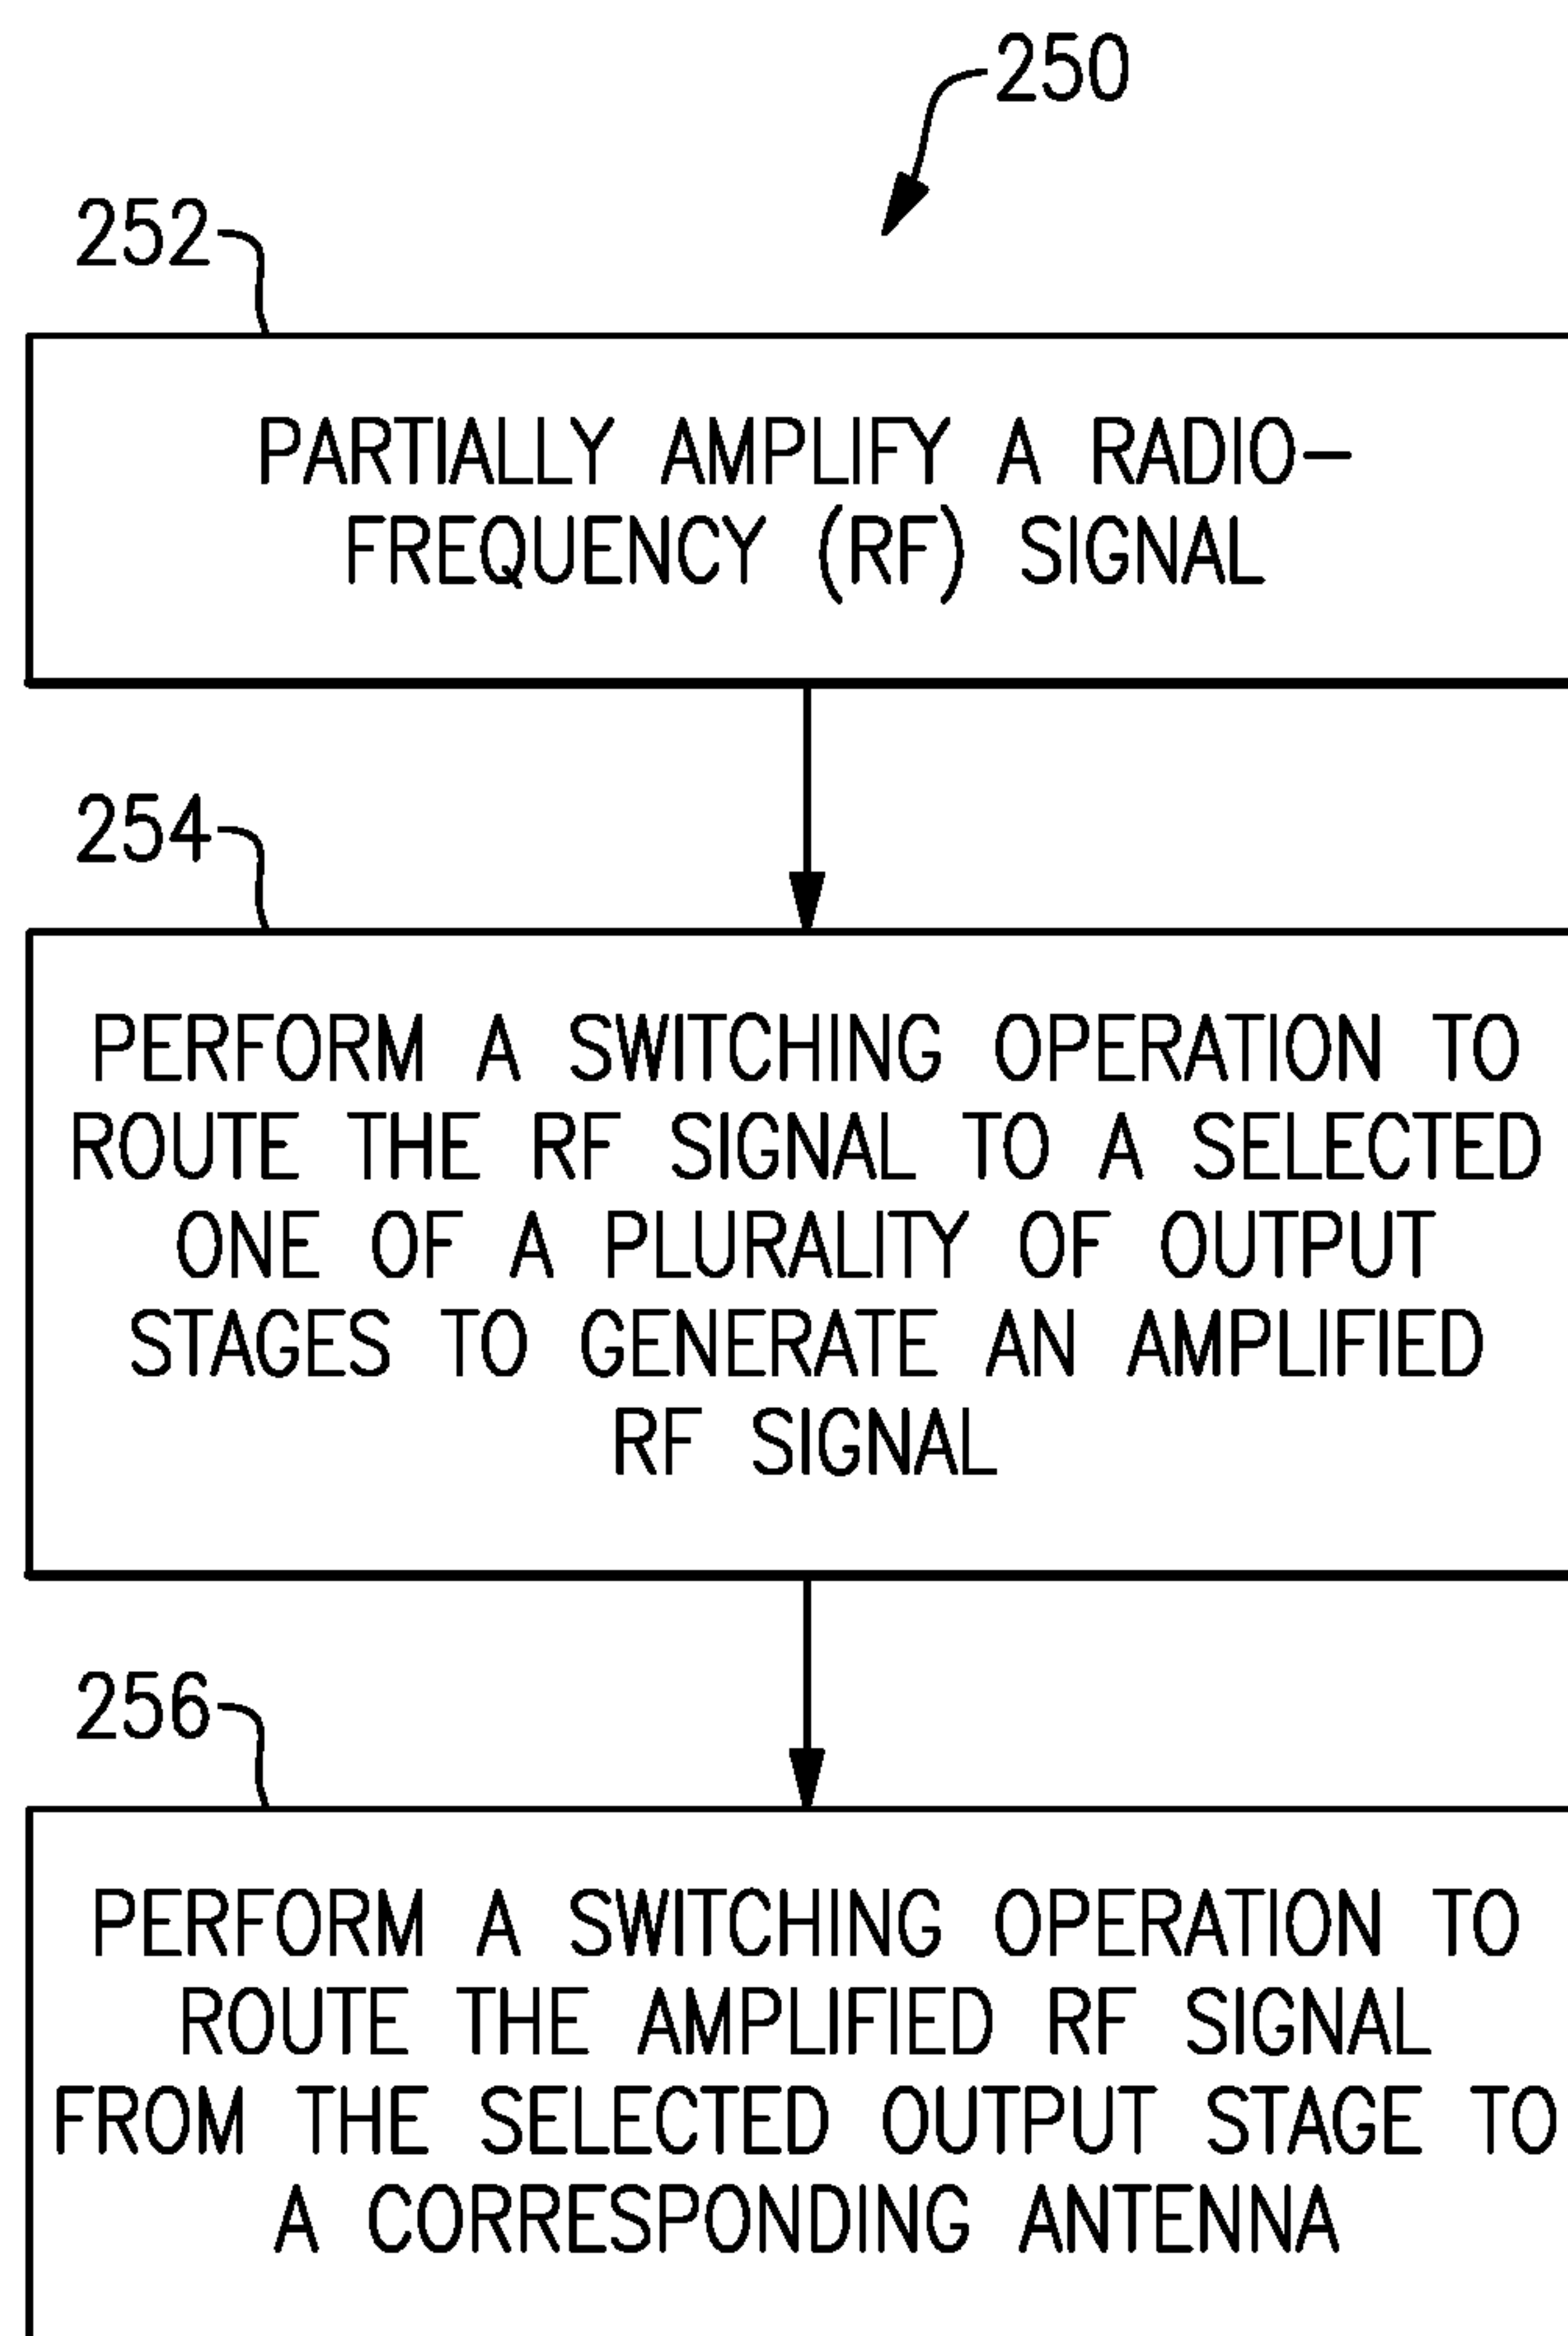 250
252
PARTIALLY AMPLIFY A RADIO-
FREQUENCY (RF) SIGNAL
254
PERFORM A SWITCHING OPERATION TO
ROUTE THE RF SIGNAL TO A SELECTED
ONE OF A PLURALITY OF OUTPUT
STAGES TO GENERATE AN AMPLIFIED
RF SIGNAL
256
PERFORM A SWITCHING OPERATION TO
ROUTE THE AMPLIFIED RF SIGNAL
FROM THE SELECTED OUTPUT STAGE TO
A CORRESPONDING ANTENNA